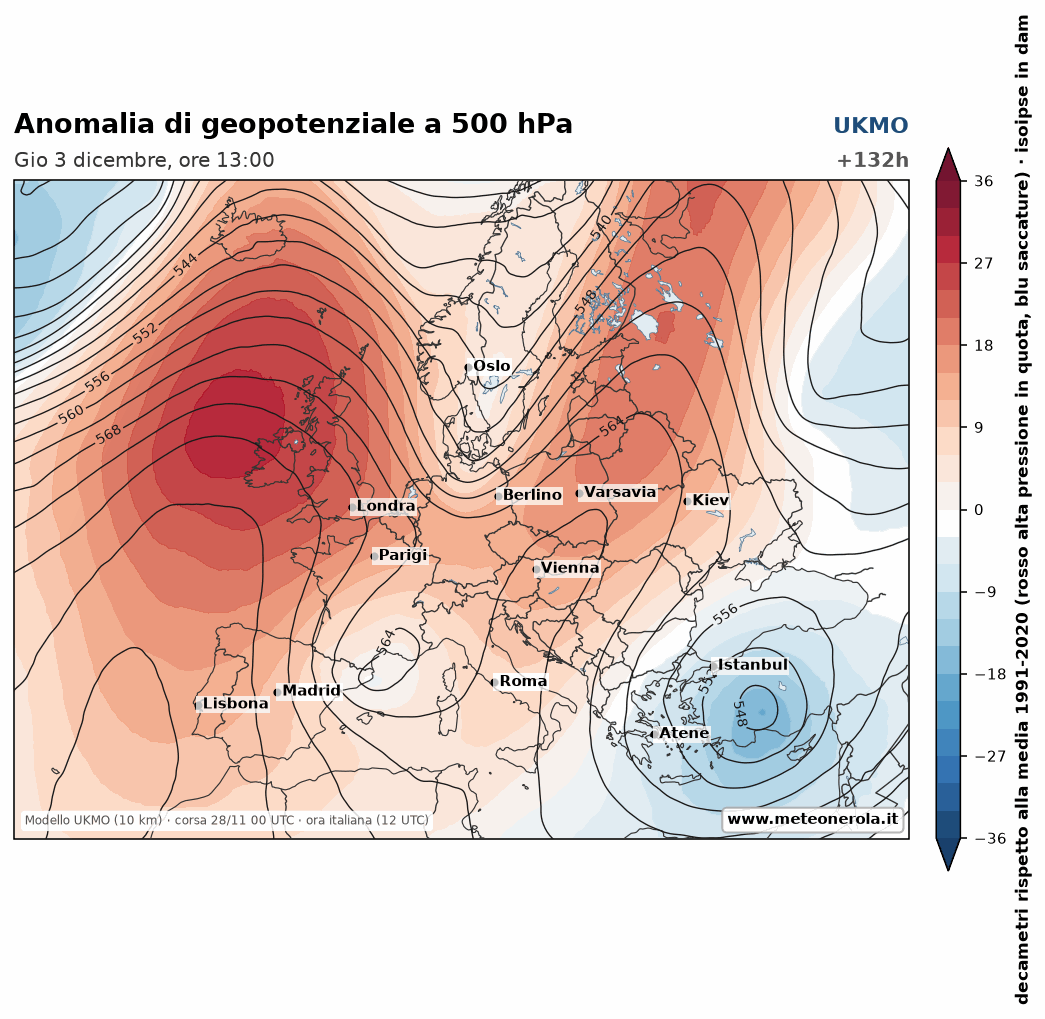 Anomalia di geopotenziale a 500 hPa
UKMO
Gio 3 dicembre, ore 13:00
+132h
540
544
548
552
556
560
568
564
Oslo
Berlino
Varsavia
Kiev
Londra
Parigi
Vienna
556
564
Istanbul
Roma
Madrid
Lisbona
548
Atene
Modello UKMO (10 km) · corsa 28/11 00 UTC · ora italiana (12 UTC)
www.meteonerola.it
36
27
18
9
0
−9
−18
−27
−36
decametri rispetto alla media 1991-2020 (rosso alta pressione in quota, blu saccature) · isoipse in dam